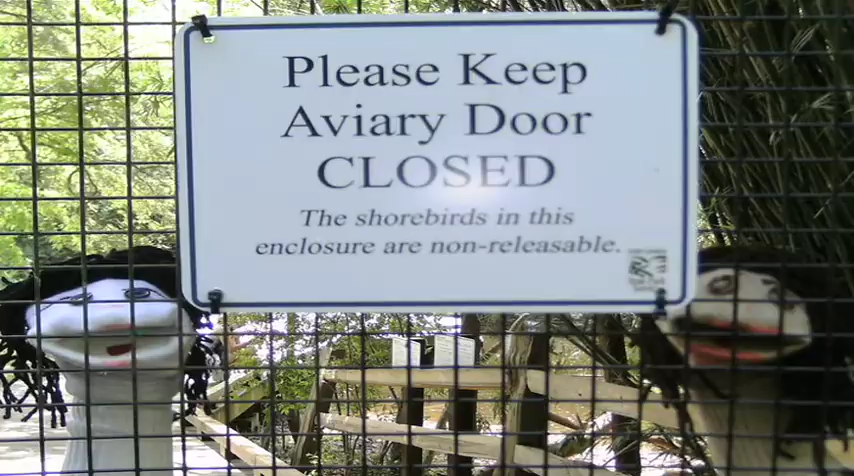 Please Keep
Aviary Door
CLOSED
The shorebirds in this
enclosure are non-releasable.